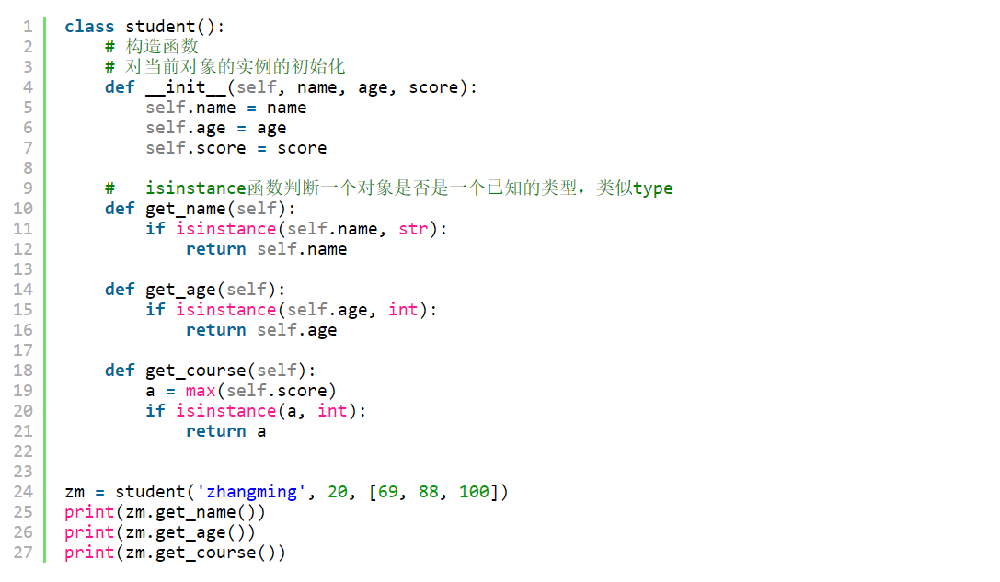 1 class student():
2     # 构造函数
3     # 对当前对象的实例的初始化
4     def __init__(self, name, age, score):
5         self.name = name
6         self.age = age
7         self.score = score
8
9     #   isinstance函数判断一个对象是否是一个已知的类型，类似type
10     def get_name(self):
11         if isinstance(self.name, str):
12             return self.name
13
14     def get_age(self):
15         if isinstance(self.age, int):
16             return self.age
17
18     def get_course(self):
19         a = max(self.score)
20         if isinstance(a, int):
21             return a
22
23
24 zm = student('zhangming', 20, [69, 88, 100])
25 print(zm.get_name())
26 print(zm.get_age())
27 print(zm.get_course())